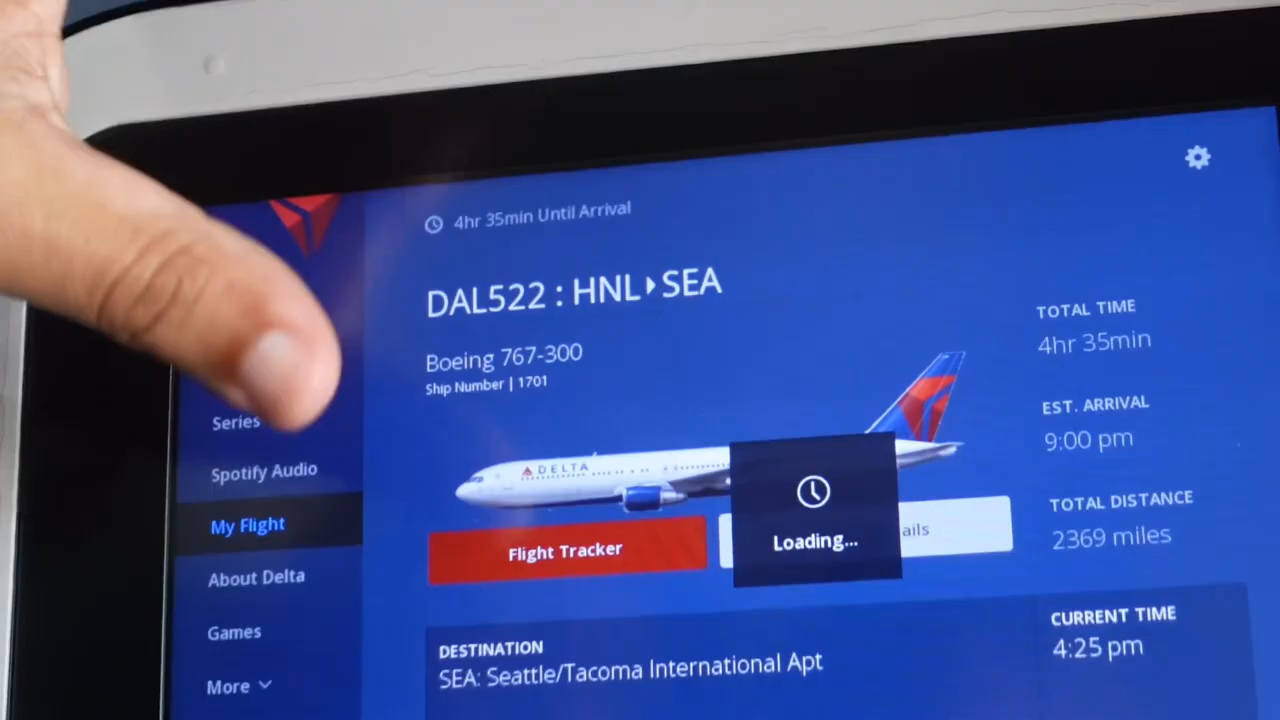 4hr 35min Until Arrival
DAL522 : HNL▸SEA
Boeing 767-300
Ship Number | 1701
TOTAL TIME
4hr 35min
EST. ARRIVAL
9:00 pm
TOTAL DISTANCE
2369 miles
Series
Spotify Audio
My Flight
About Delta
Games
More
DELTA
Flight Tracker
ails
Loading...
DESTINATION
SEA: Seattle/Tacoma International Apt
CURRENT TIME
4:25 pm